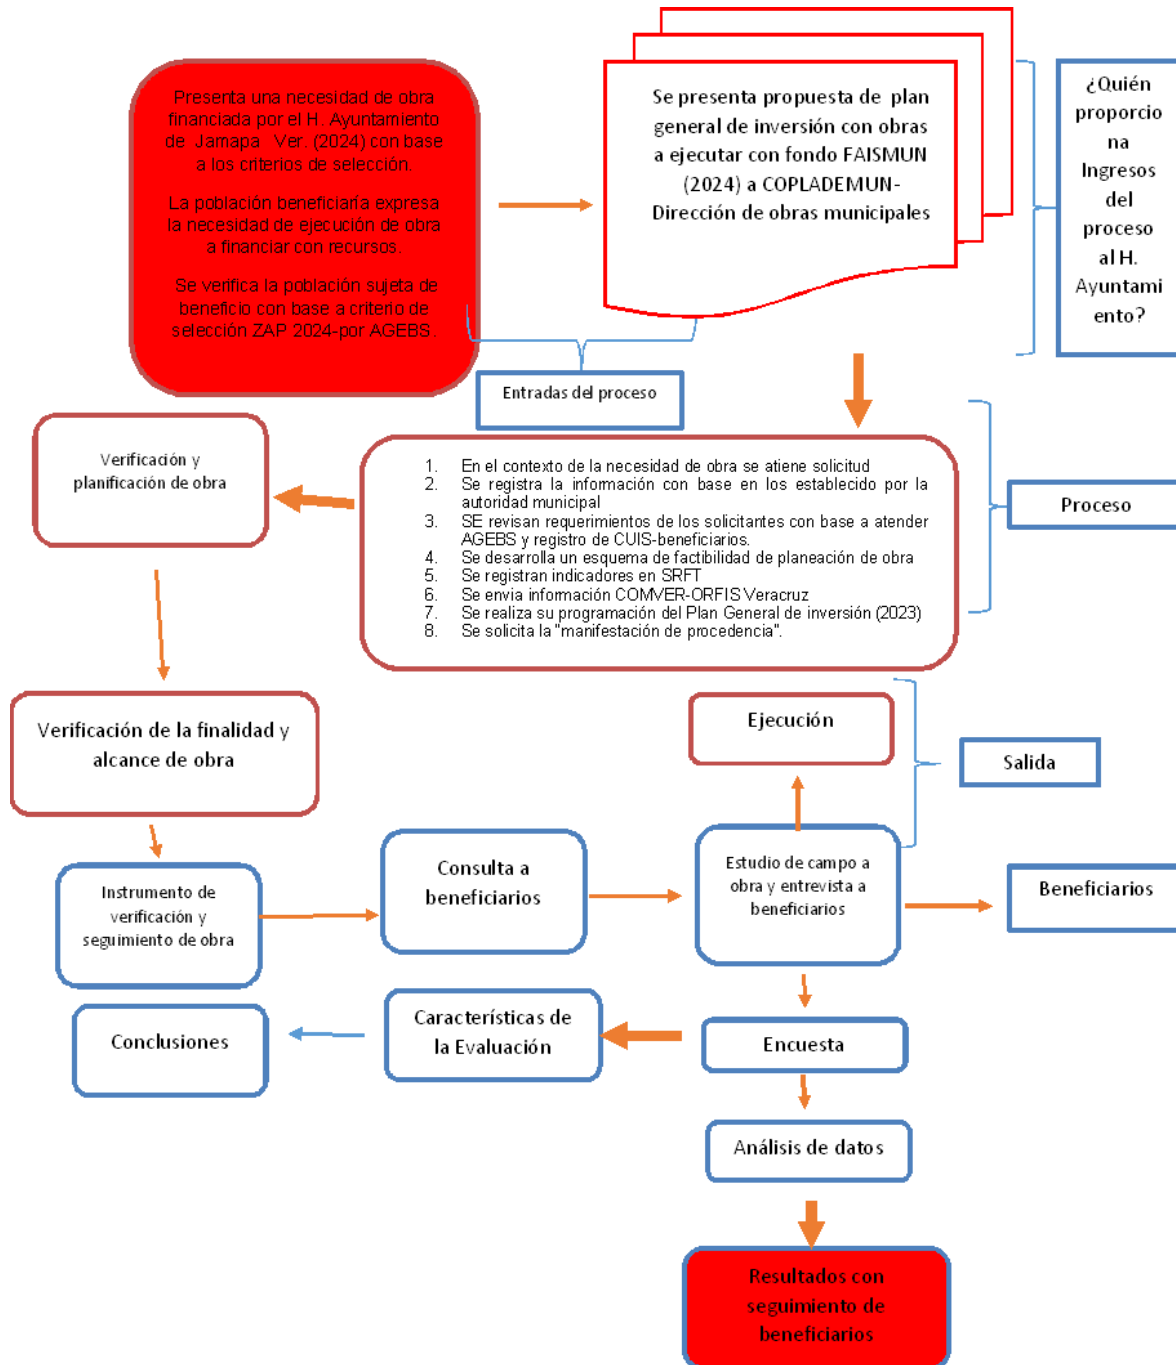 Presenta una necesidad de obra
financiada por el H. Ayuntamiento
de Jamapa Ver. (2024) con base
a los criterios de selección.
La población beneficiaría expresa
la necesidad de ejecución de obra
a financiar con recursos.
Se verifica la población sujeta de
beneficio con base a criterio de
selección ZAP 2024-por AGEBS.
Se presenta propuesta de plan
general de inversión con obras
a ejecutar con fondo FAISMUN
(2024) a COPLADEMUN-
Dirección de obras municipales
¿Quién
proporcio
na
Ingresos
del
proceso
al H.
Ayuntami
ento?
Entradas del proceso
Verificación y
planificación de obra
1. En el contexto de la necesidad de obra se atiene solicitud
2. Se registra la información con base en los establecido por la
autoridad municipal
3. SE revisan requerimientos de los solicitantes con base a atender
AGEBS y registro de CUIS-beneficiarios.
4. Se desarrolla un esquema de factibilidad de planeación de obra
5. Se registran indicadores en SRFT
6. Se envia información COMVER-ORFIS Veracruz
7. Se realiza su programación del Plan General de inversión (2023)
8. Se solicita la "manifestación de procedencia".
Proceso
Verificación de la finalidad y
alcance de obra
Ejecución
Salida
Instrumento de
verificación y
seguimiento de obra
Consulta a
beneficiarios
Estudio de campo a
obra y entrevista a
beneficiarios
Beneficiarios
Conclusiones
Características de
la Evaluación
Encuesta
Análisis de datos
Resultados con
seguimiento de
beneficiarios